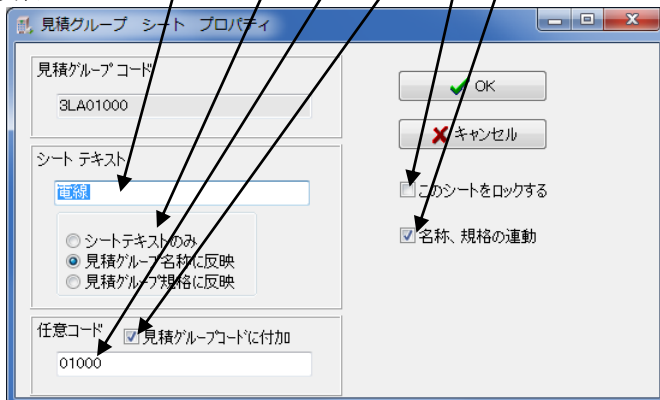 見積グループ シート プロパティ
見積グループコード
3LA01000
OK
キャンセル
シート テキスト
電線
このシートをロックする
シートテキストのみ
見積グループ名称に反映
見積グループ規格に反映
名称、規格の連動
任意コード
見積グループコードに付加
01000